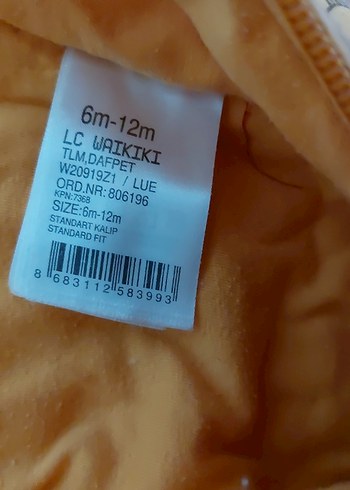 6m-12m
LC WAIKIKI
TLM,DAFPET
W20919Z1 / LUE
ORD.NR: 806196
KPN:7368
SIZE:6m-12m
STANDART KALIP
STANDARD FIT
8 683112 583993